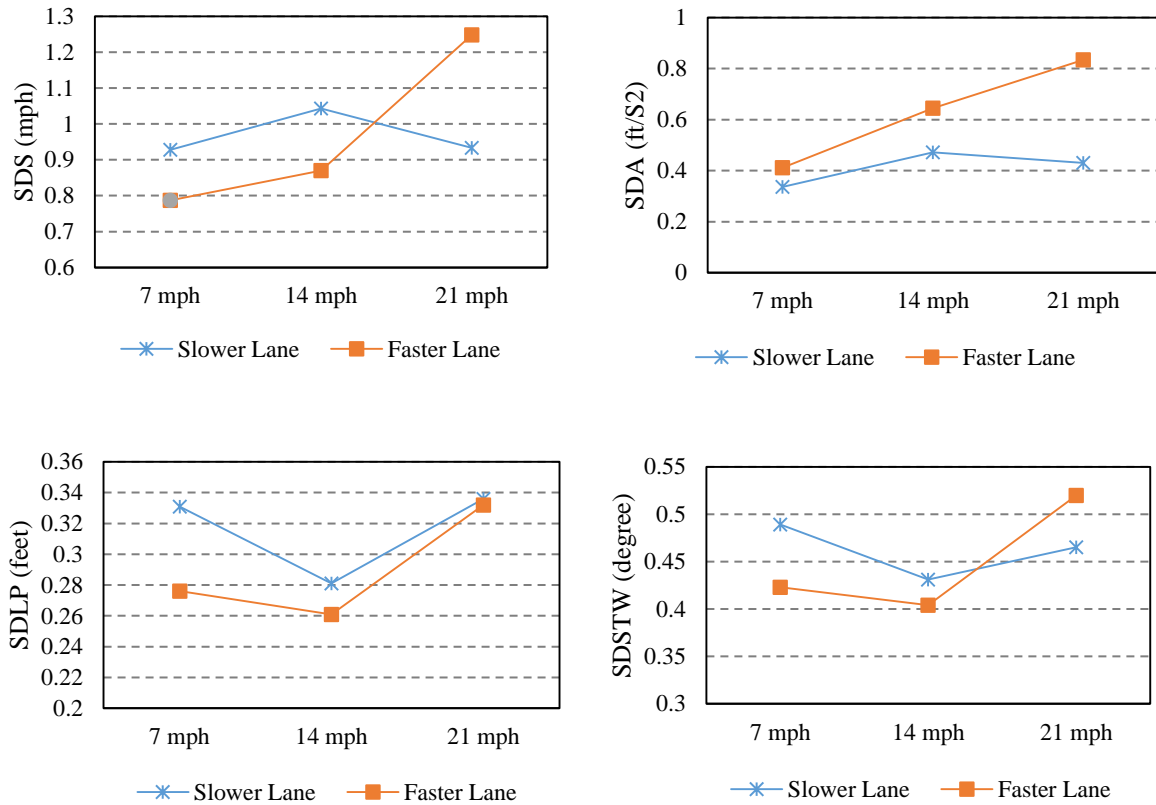 SDS (mph)
1.3
1.2
1.1
1
0.9
0.8
0.7
0.6
7 mph 14 mph 21 mph
Slower Lane Faster Lane
SDA (ft/S2)
1
0.8
0.6
0.4
0.2
0
7 mph 14 mph 21 mph
Slower Lane Faster Lane
SDLP (feet)
0.36
0.34
0.32
0.3
0.28
0.26
0.24
0.22
0.2
7 mph 14 mph 21 mph
Slower Lane Faster Lane
SDSTW (degree)
0.55
0.5
0.45
0.4
0.35
0.3
7 mph 14 mph 21 mph
Slower Lane Faster Lane